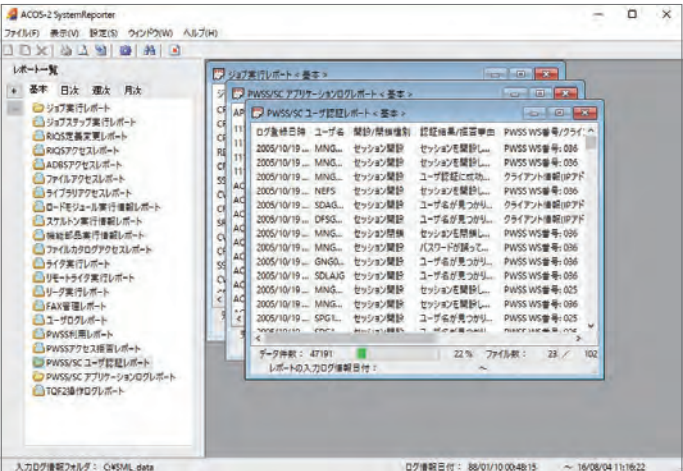 ACOS-2 SystemReporter
ファイル(F) 表示(V) 設定(S) ウィンドウ(W) ヘルプ(H)
レポート一覧
基本 日次 週次 月次
ジョブ実行レポート
ジョブステップ実行レポート
RIQS定義変更レポート
RIQSアクセスレポート
ADBSアクセスレポート
ファイルアクセスレポート
ライブラリアクセスレポート
ロードモジュール実行情報レポート
スケルトン実行情報レポート
機能部品実行情報レポート
ファイルカタログアクセスレポート
ライタ実行レポート
リモートライタ実行レポート
リーダ実行レポート
FAX管理レポート
ユーザログレポート
PWSS利用レポート
PWSSアクセス拒否レポート
PWSS/SC ユーザ認証レポート
PWSS/SC アプリケーションログレポート
TQF2操作ログレポート
ジョブ実行レポート < 基本 >
PWSS/SC アプリケーションログレポート < 基本 >
PWSS/SC ユーザ認証レポート < 基本 >
ログ登録日時 ユーザ名 開設/閉鎖種別 認証結果/拒否事由 PWSS WS番号/クライ
2005/10/19 ... MNG... セッション開設 セッションを開設し... PWSS WS番号: 036
2005/10/19 ... MNG... セッション開設 セッションを開設し... PWSS WS番号: 036
2005/10/19 ... MNG... セッション開設 ユーザ認証に成功... クライアント情報(IPアド
2005/10/19 ... NEFS セッション開設 セッションを開設し... PWSS WS番号: 036
2005/10/19 ... SDAG... セッション開設 ユーザ名が見つかり... クライアント情報(IPアド
2005/10/19 ... DFSG... セッション開設 ユーザ名が見つかり... クライアント情報(IPアド
2005/10/19 ... MNG... セッション閉鎖 セッションを閉鎖し... PWSS WS番号: 036
2005/10/19 ... MNG... セッション開設 パスワードが誤って... PWSS WS番号: 036
2005/10/19 ... GNG0... セッション開設 ユーザ名が見つかり... PWSS WS番号: 036
2005/10/19 ... SDLAJG セッション開設 ユーザ名が見つかり... PWSS WS番号: 036
2005/10/19 ... MNG... セッション開設 セッションを開設し... PWSS WS番号: 025
2005/10/19 ... MNG... セッション開設 セッションを開設し... PWSS WS番号: 036
2005/10/19 ... SPG1... セッション開設 ユーザ名が見つかり... PWSS WS番号: 025
データ件数: 47191 22 % ファイル数: 23 / 102
レポートの入力ログ情報日付: ～
入力ログ情報フォルダ: C:¥SML_data ログ情報日付: 88/01/10 00:48:15 ～ 16/08/04 11:16:22